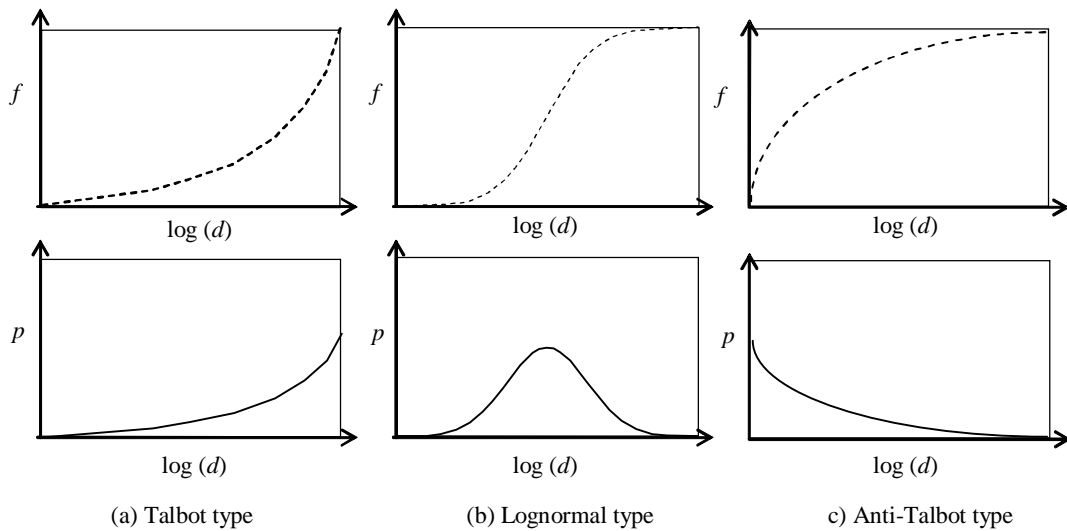 f
f
f
log (d)
log (d)
log (d)
p
p
p
log (d)
log (d)
log (d)
(a) Talbot type
(b) Lognormal type
c) Anti-Talbot type